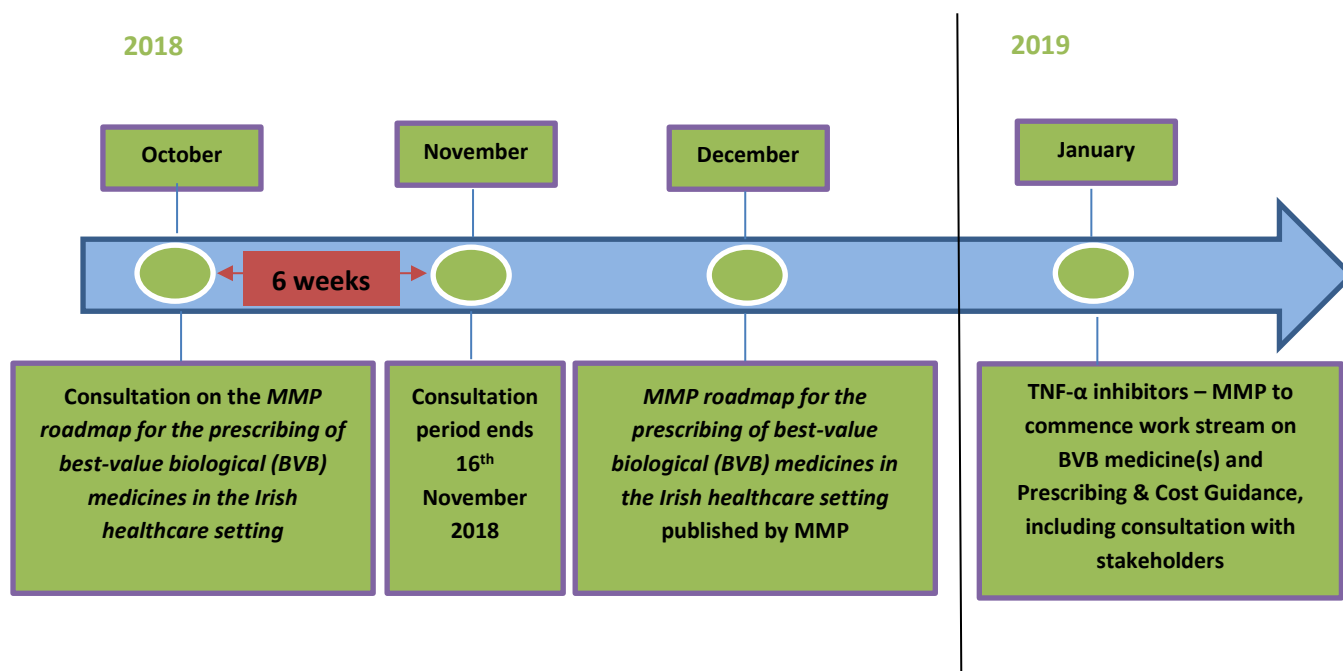 2018
2019
October
November
December
January
6 weeks
Consultation on the MMP
roadmap for the prescribing of
best-value biological (BVB)
medicines in the Irish
healthcare setting
Consultation
period ends
16th
November
2018
MMP roadmap for the
prescribing of best-value
biological (BVB) medicines in
the Irish healthcare setting
published by MMP
TNF-α inhibitors – MMP to
commence work stream on
BVB medicine(s) and
Prescribing & Cost Guidance,
including consultation with
stakeholders